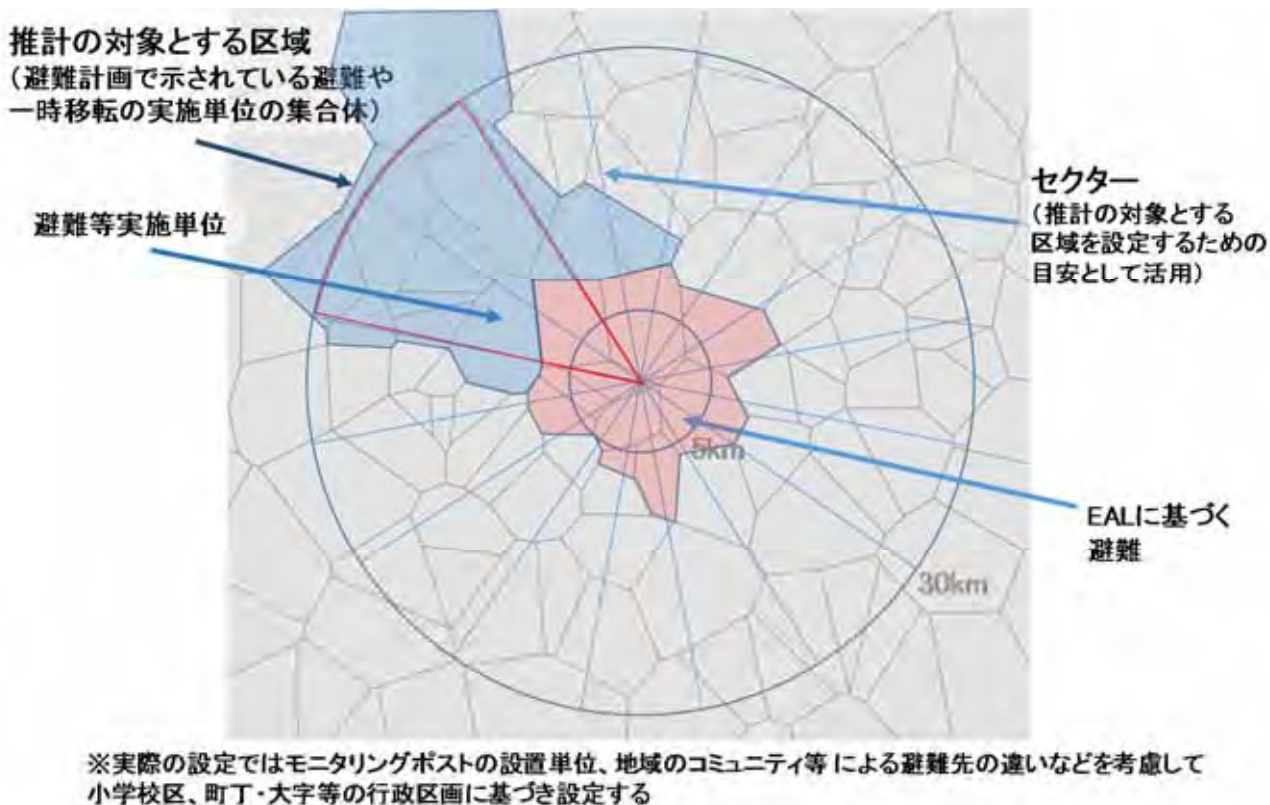 推計の対象とする区域
（避難計画で示されている避難や
一時移転の実施単位の集合体）
避難等実施単位
セクター
（推計の対象とする
区域を設定するための
目安として活用）
5km
EALに基づく
避難
30km
※実際の設定ではモニタリングポストの設置単位、地域のコミュニティ等による避難先の違いなどを考慮して
小学校区、町丁・大字等の行政区画に基づき設定する